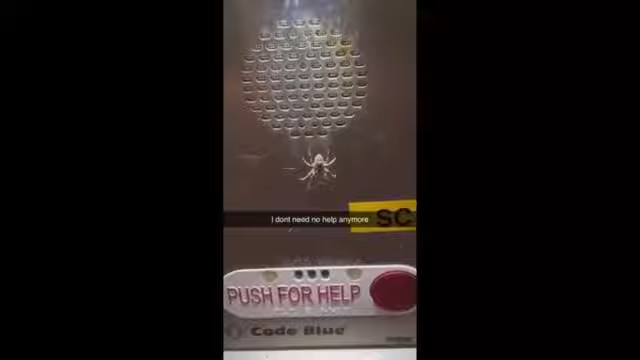 I dont need no help anymore
SC
PUSH FOR HELP
Code Blue